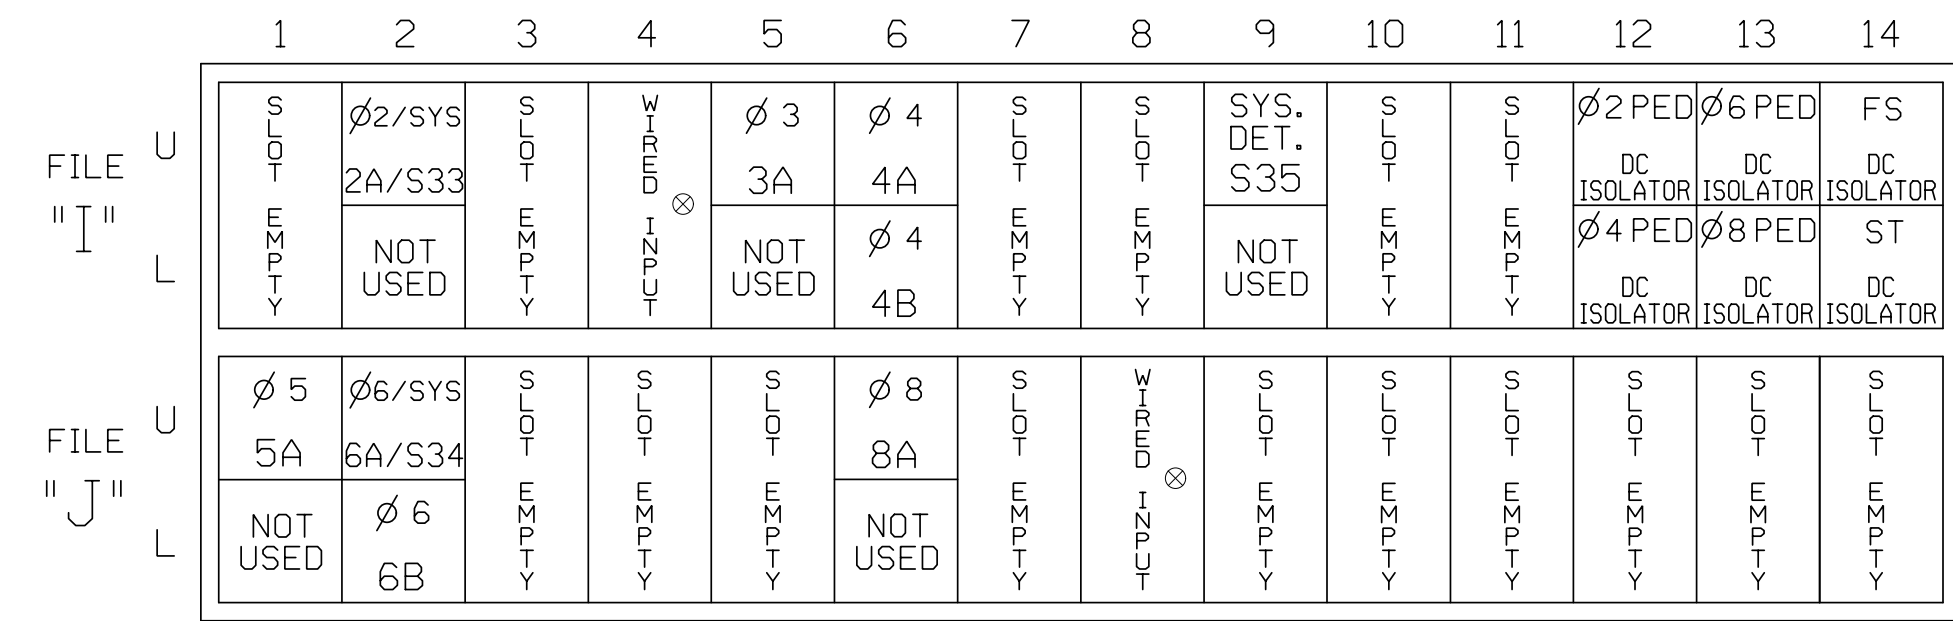 1 2 3 4 5 6 7 8 9 10 11 12 13 14
FILE "I"
U
L
SLOT EMPTY
Ø2/SYS
2A/S33
NOT USED
SLOT EMPTY
WIRED INPUT
Ø 3
3A
NOT USED
Ø 4
4A
Ø 4
4B
SLOT EMPTY
SLOT EMPTY
SYS.
DET.
S35
NOT USED
SLOT EMPTY
SLOT EMPTY
Ø2 PED
DC
ISOLATOR
Ø4 PED
DC
ISOLATOR
Ø6 PED
DC
ISOLATOR
Ø8 PED
DC
ISOLATOR
FS
DC
ISOLATOR
ST
DC
ISOLATOR
FILE "J"
U
L
Ø 5
5A
NOT USED
Ø6/SYS
6A/S34
Ø 6
6B
SLOT EMPTY
SLOT EMPTY
SLOT EMPTY
Ø 8
8A
NOT USED
SLOT EMPTY
WIRED INPUT
SLOT EMPTY
SLOT EMPTY
SLOT EMPTY
SLOT EMPTY
SLOT EMPTY
SLOT EMPTY